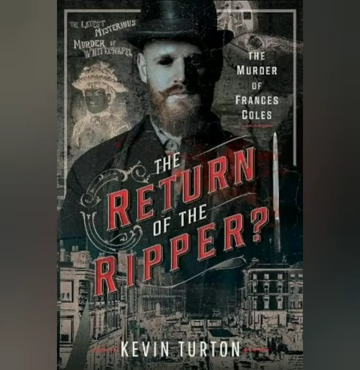 THE LATEST
MYSTERIOUS
MURDER IN
WHITECHAPEL
THE
MURDER
OF
FRANCES
COLES
THE
RETURN
OF THE
RIPPER?
KEVIN TURTON